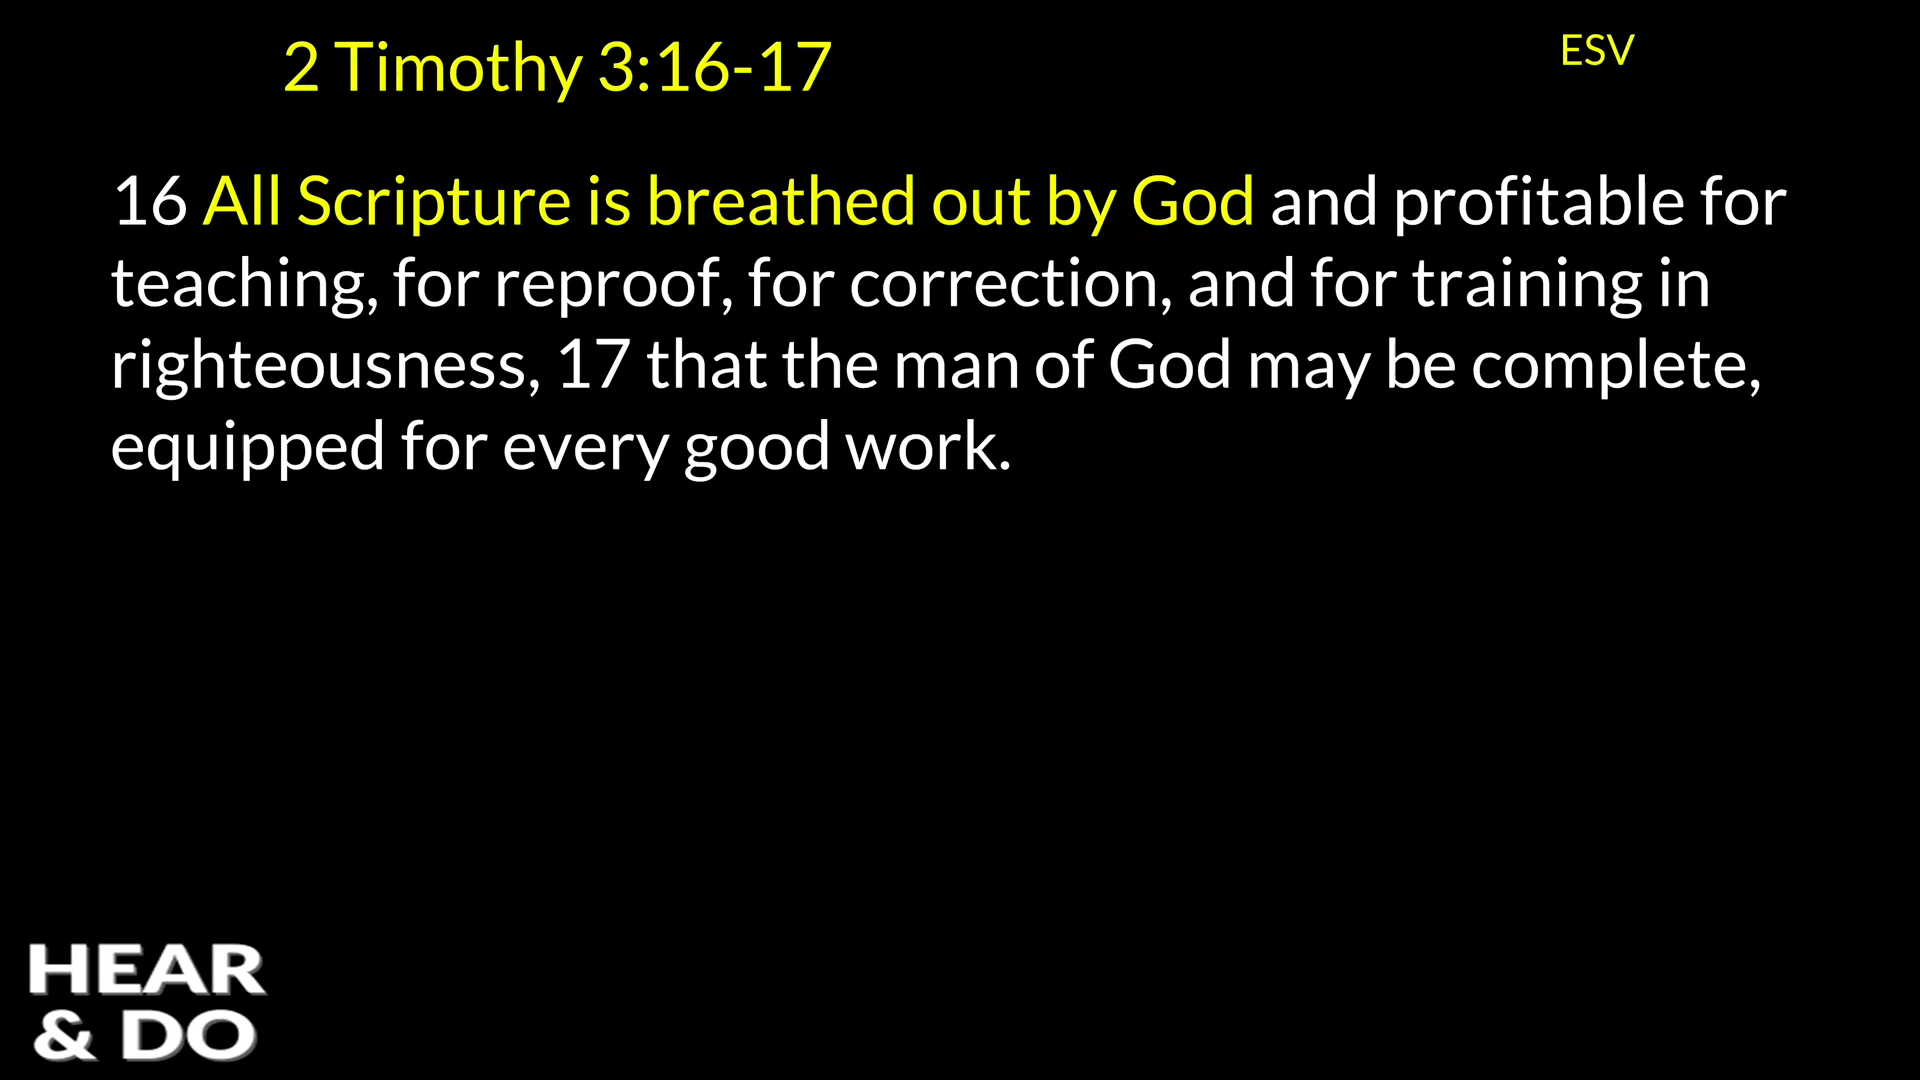 2 Timothy 3:16-17
ESV
16 All Scripture is breathed out by God and profitable for
teaching, for reproof, for correction, and for training in
righteousness, 17 that the man of God may be complete,
equipped for every good work.
HEAR
& DO